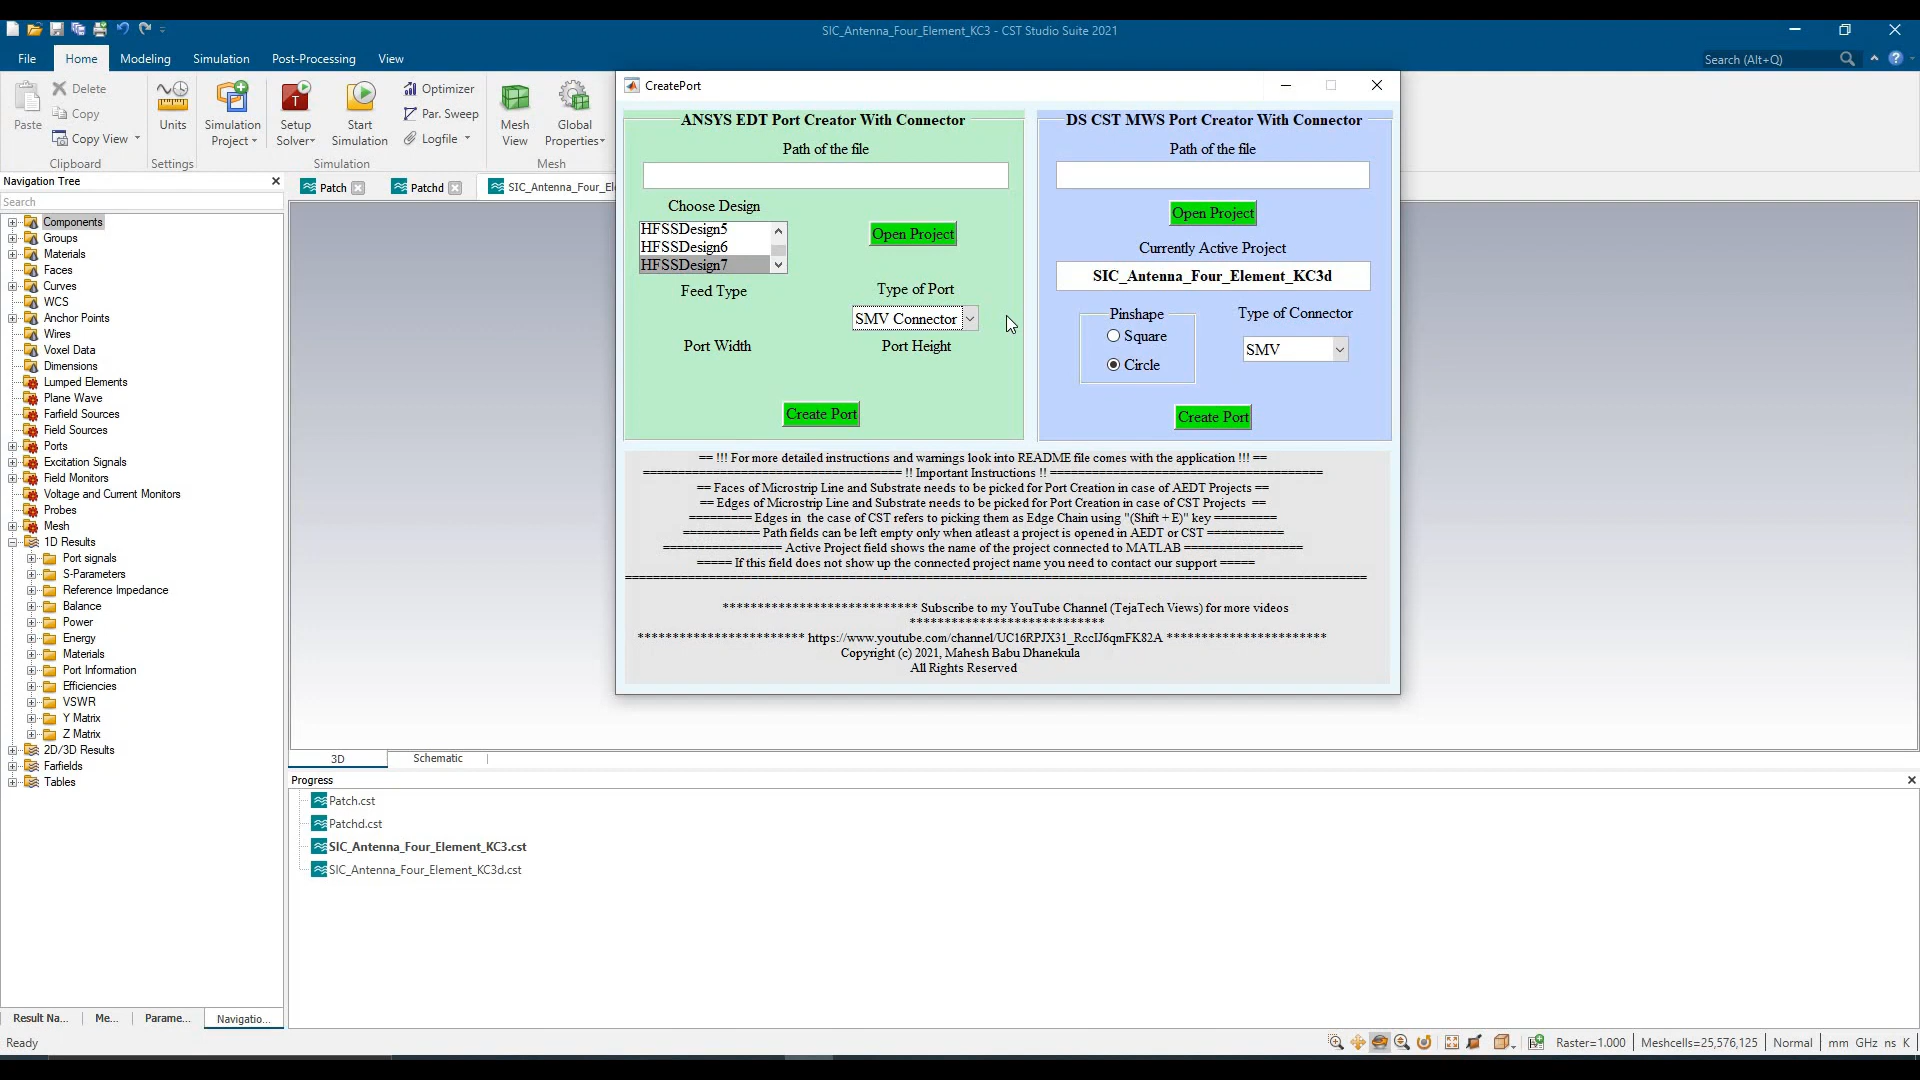 SIC_Antenna_Four_Element_KC3 - CST Studio Suite 2021
File Home Modeling Simulation Post-Processing View
Search (Alt+Q)
Paste
Delete
Copy
Copy View
Clipboard
Units
Settings
Simulation Project
Setup Solver
Start Simulation
Optimizer
Par. Sweep
Logfile
Simulation
Mesh View
Global Properties
Mesh
Navigation Tree
Search
Components
Groups
Materials
Faces
Curves
WCS
Anchor Points
Wires
Voxel Data
Dimensions
Lumped Elements
Plane Wave
Farfield Sources
Field Sources
Ports
Excitation Signals
Field Monitors
Voltage and Current Monitors
Probes
Mesh
1D Results
Port signals
S-Parameters
Reference Impedance
Balance
Power
Energy
Materials
Port Information
Efficiencies
VSWR
Y Matrix
Z Matrix
2D/3D Results
Farfields
Tables
Result Na... Me... Parame... Navigatio...
Patch Patchd SIC_Antenna_Four_El
CreatePort
ANSYS EDT Port Creator With Connector
Path of the file
Choose Design
HFSSDesign5
HFSSDesign6
HFSSDesign7
Open Project
Feed Type
Type of Port
SMV Connector
Port Width
Port Height
Create Port
DS CST MWS Port Creator With Connector
Path of the file
Open Project
Currently Active Project
SIC_Antenna_Four_Element_KC3d
Pinshape
Square
Circle
Type of Connector
SMV
Create Port
== !!! For more detailed instructions and warnings look into README file comes with the application !!! ==
===================================== !! Important Instructions !! =======================================
== Faces of Microstrip Line and Substrate needs to be picked for Port Creation in case of AEDT Projects ==
== Edges of Microstrip Line and Substrate needs to be picked for Port Creation in case of CST Projects ==
========= Edges in the case of CST refers to picking them as Edge Chain using "(Shift + E)" key =========
=========== Path fields can be left empty only when atleast a project is opened in AEDT or CST ===========
================= Active Project field shows the name of the project connected to MATLAB =================
===== If this field does not show up the connected project name you need to contact our support =====
==========================================================================================================
**************************** Subscribe to my YouTube Channel (TejaTech Views) for more videos
****************************
************************ https://www.youtube.com/channel/UC16RPJX31_RccIJ6qmFK82A ***********************
Copyright (c) 2021, Mahesh Babu Dhanekula
All Rights Reserved
3D Schematic
Progress
Patch.cst
Patchd.cst
SIC_Antenna_Four_Element_KC3.cst
SIC_Antenna_Four_Element_KC3d.cst
Ready
Raster=1.000 Meshcells=25,576,125 Normal mm GHz ns K